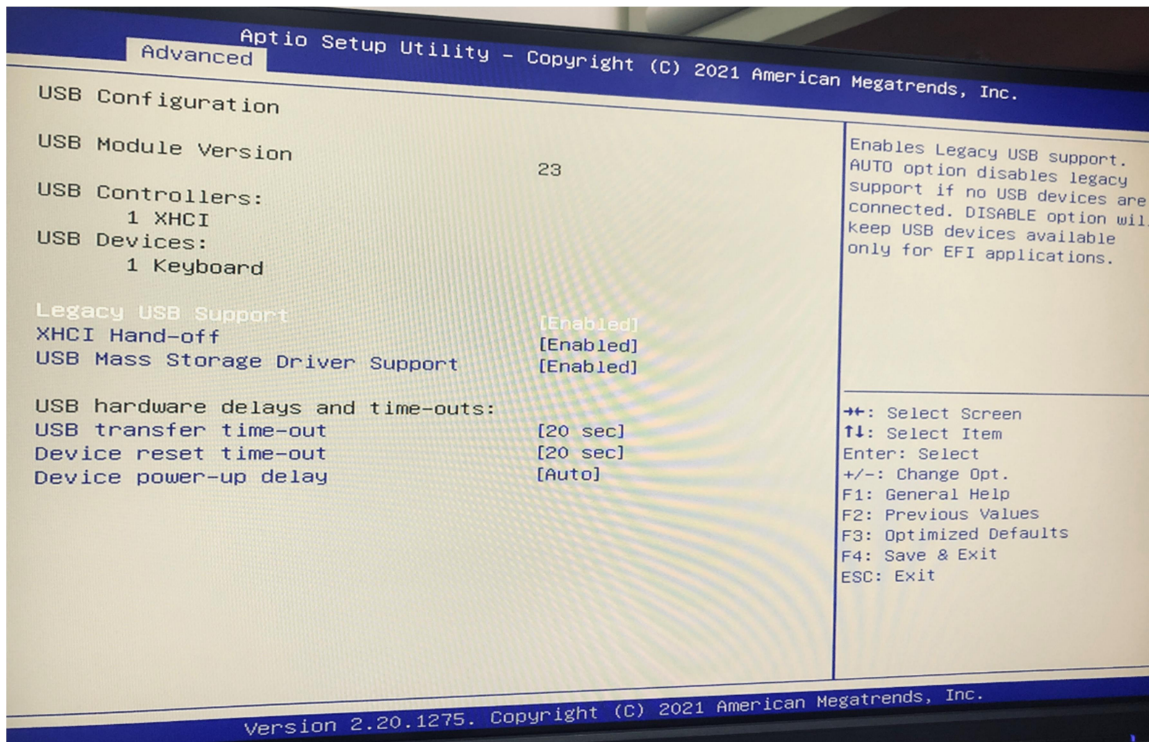 Aptio Setup Utility – Copyright (C) 2021 American Megatrends, Inc.
Advanced
USB Configuration
USB Module Version 23
USB Controllers:
1 XHCI
USB Devices:
1 Keyboard
Legacy USB Support [Enabled]
XHCI Hand-off [Enabled]
USB Mass Storage Driver Support [Enabled]
USB hardware delays and time-outs:
USB transfer time-out [20 sec]
Device reset time-out [20 sec]
Device power-up delay [Auto]
Enables Legacy USB support.
AUTO option disables legacy
support if no USB devices are
connected. DISABLE option wil
keep USB devices available
only for EFI applications.
→←: Select Screen
↑↓: Select Item
Enter: Select
+/-: Change Opt.
F1: General Help
F2: Previous Values
F3: Optimized Defaults
F4: Save & Exit
ESC: Exit
Version 2.20.1275. Copyright (C) 2021 American Megatrends, Inc.